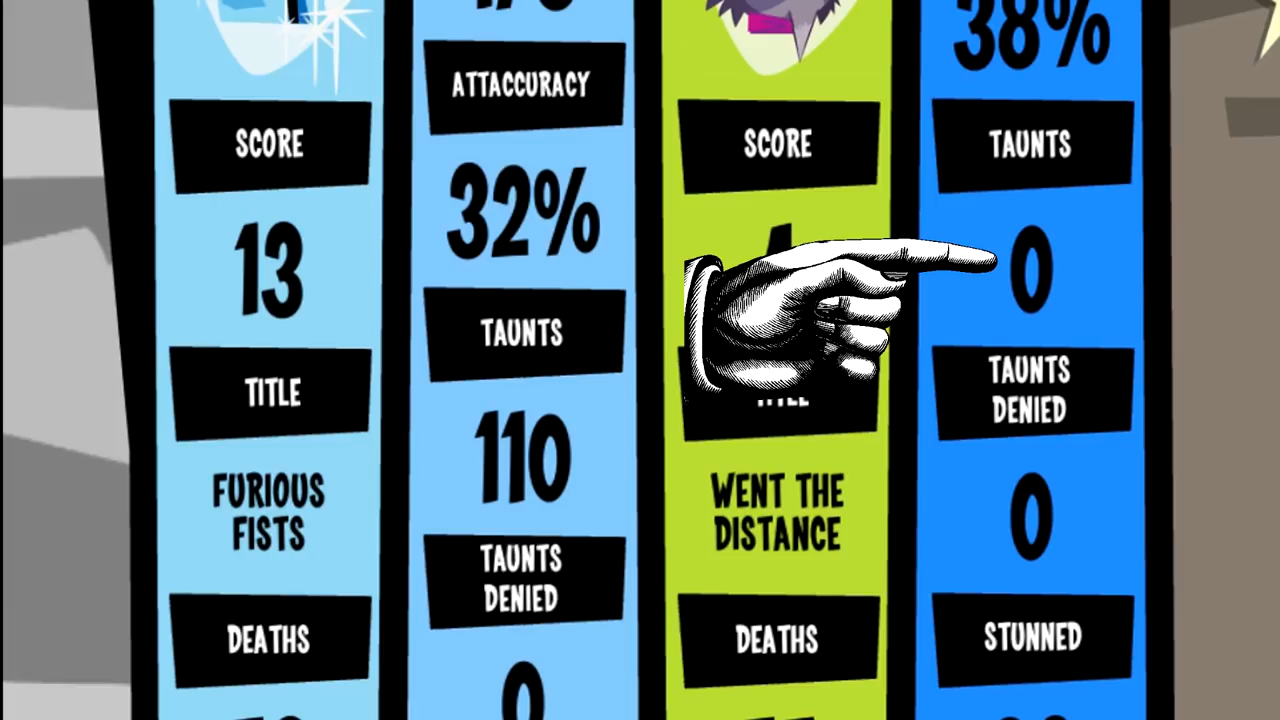 SCORE
13
TITLE
FURIOUS
FISTS
DEATHS
ATTACCURACY
32%
TAUNTS
110
TAUNTS
DENIED
SCORE
TITLE
WENT THE
DISTANCE
DEATHS
38%
TAUNTS
0
TAUNTS
DENIED
0
STUNNED